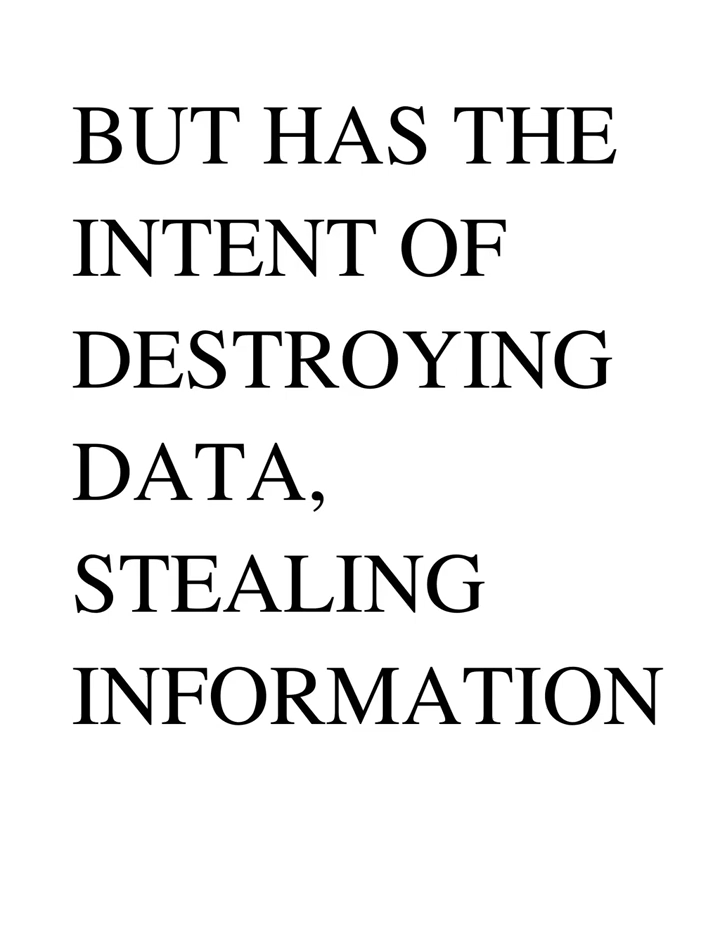 BUT HAS THE
INTENT OF
DESTROYING
DATA,
STEALING
INFORMATION